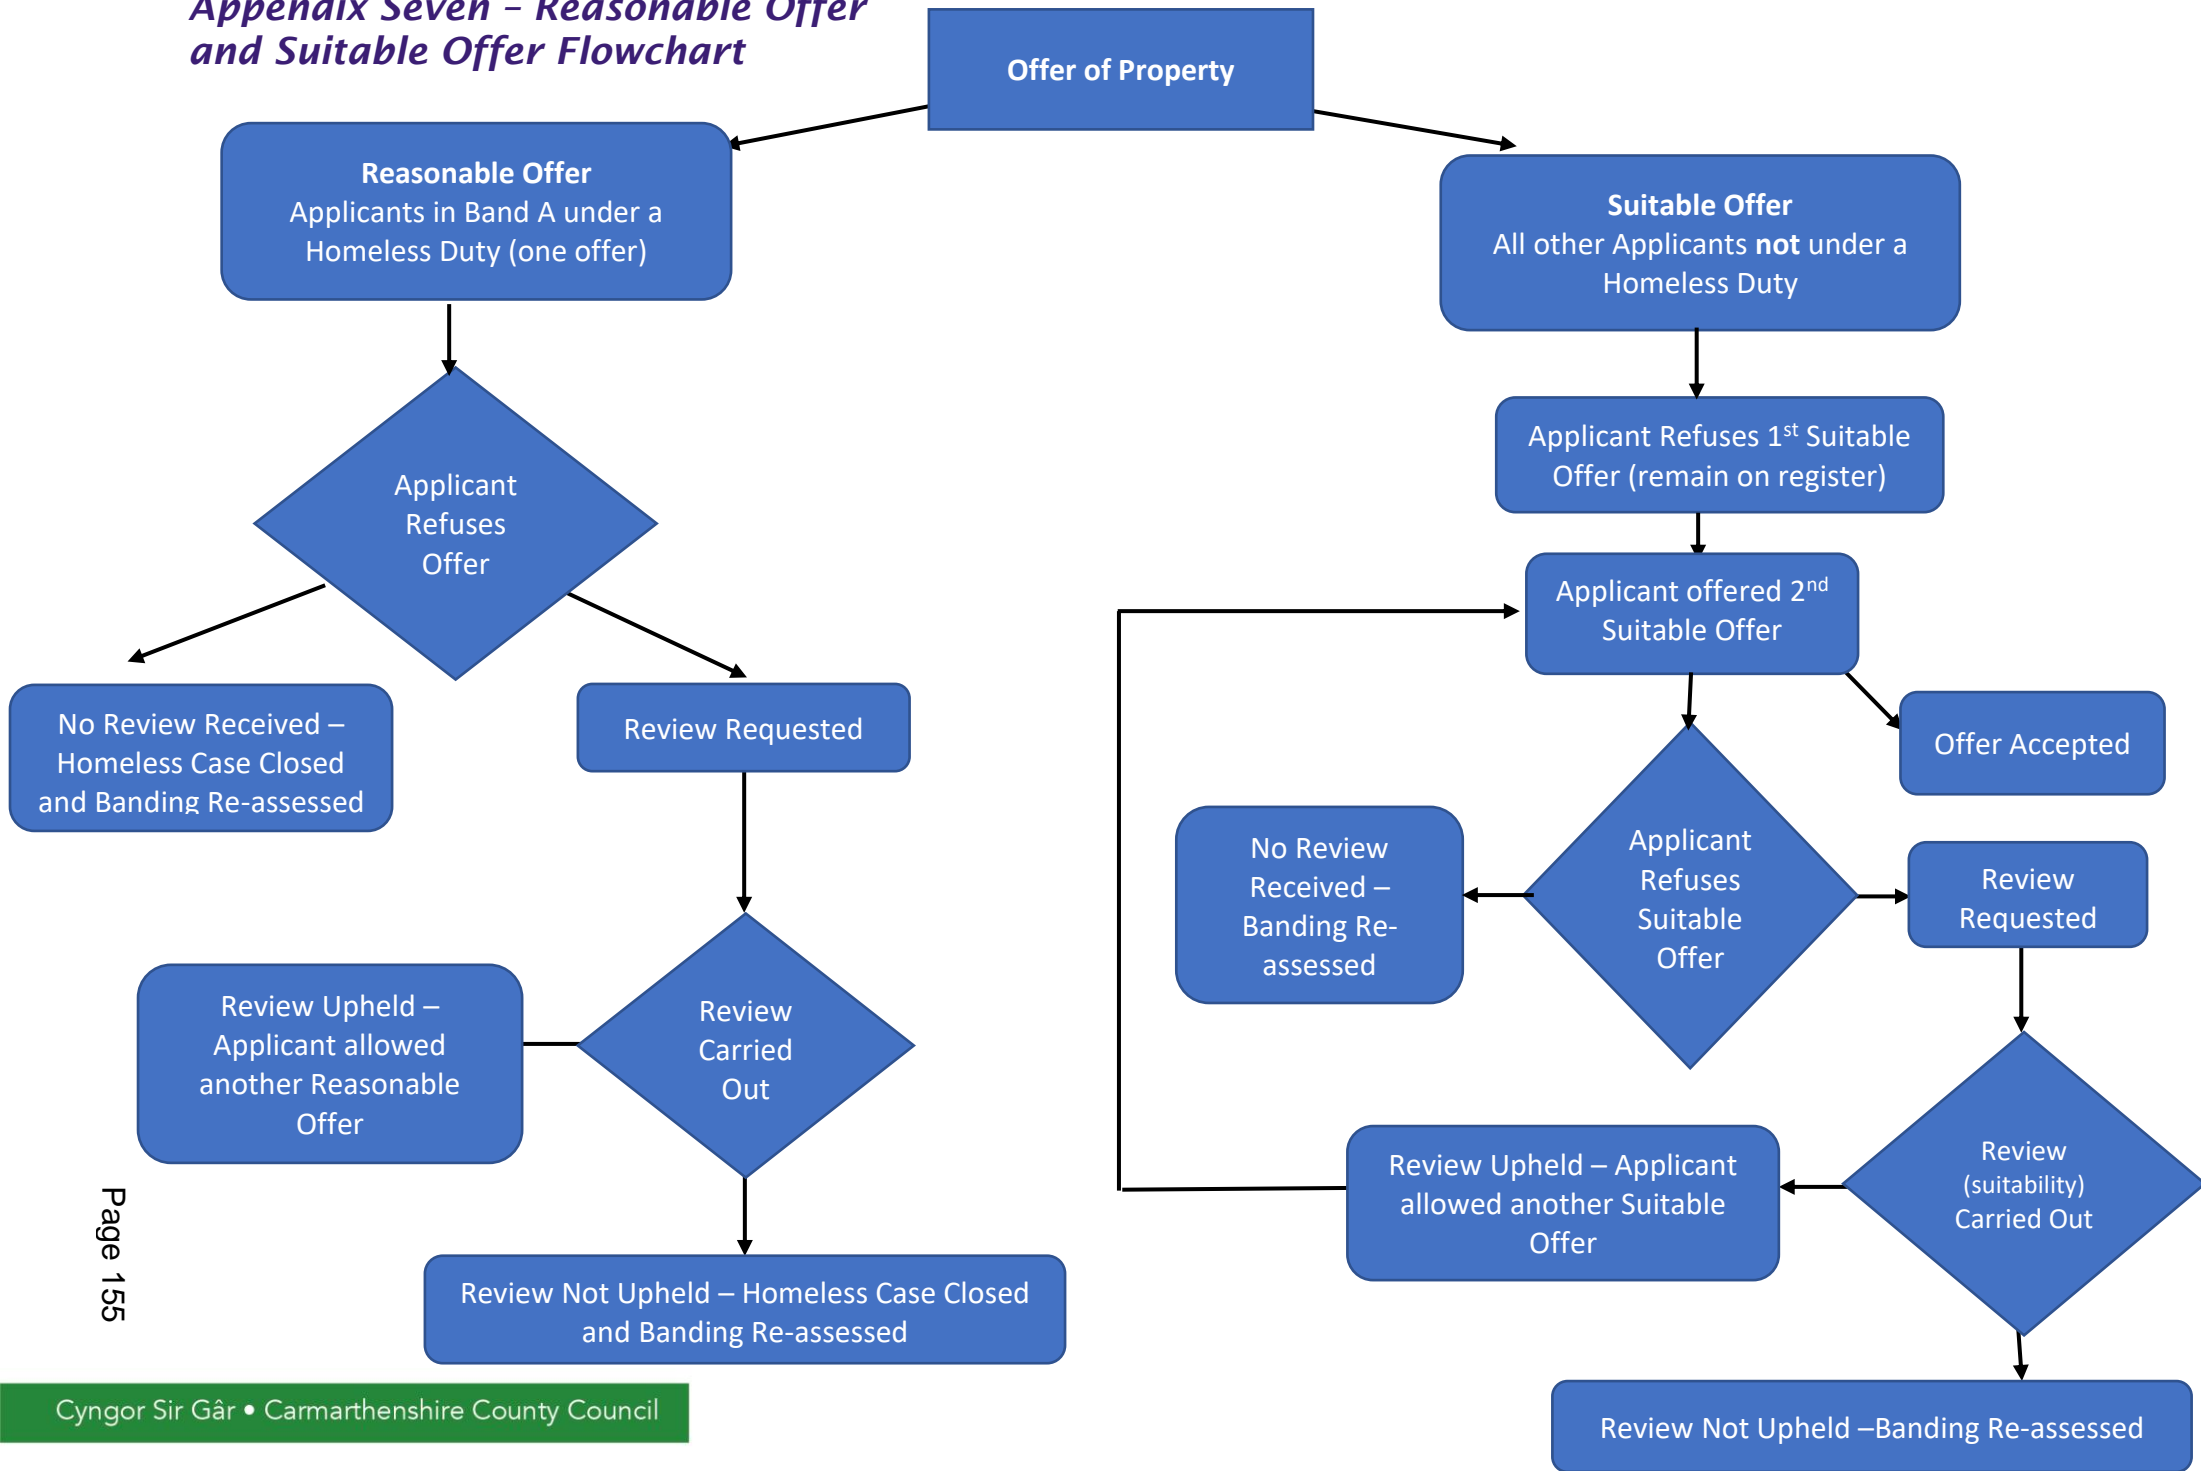 Appendix Seven – Reasonable Offer
and Suitable Offer Flowchart
Offer of Property
Reasonable Offer
Applicants in Band A under a
Homeless Duty (one offer)
Applicant
Refuses
Offer
No Review Received –
Homeless Case Closed
and Banding Re-assessed
Review Requested
Review
Carried
Out
Review Upheld –
Applicant allowed
another Reasonable
Offer
Review Not Upheld – Homeless Case Closed
and Banding Re-assessed
Suitable Offer
All other Applicants not under a
Homeless Duty
Applicant Refuses 1st Suitable
Offer (remain on register)
Applicant offered 2nd
Suitable Offer
Offer Accepted
Applicant
Refuses
Suitable
Offer
No Review
Received –
Banding Re-
assessed
Review
Requested
Review
(suitability)
Carried Out
Review Upheld – Applicant
allowed another Suitable
Offer
Review Not Upheld –Banding Re-assessed
Page 155
Cyngor Sir Gâr • Carmarthenshire County Council